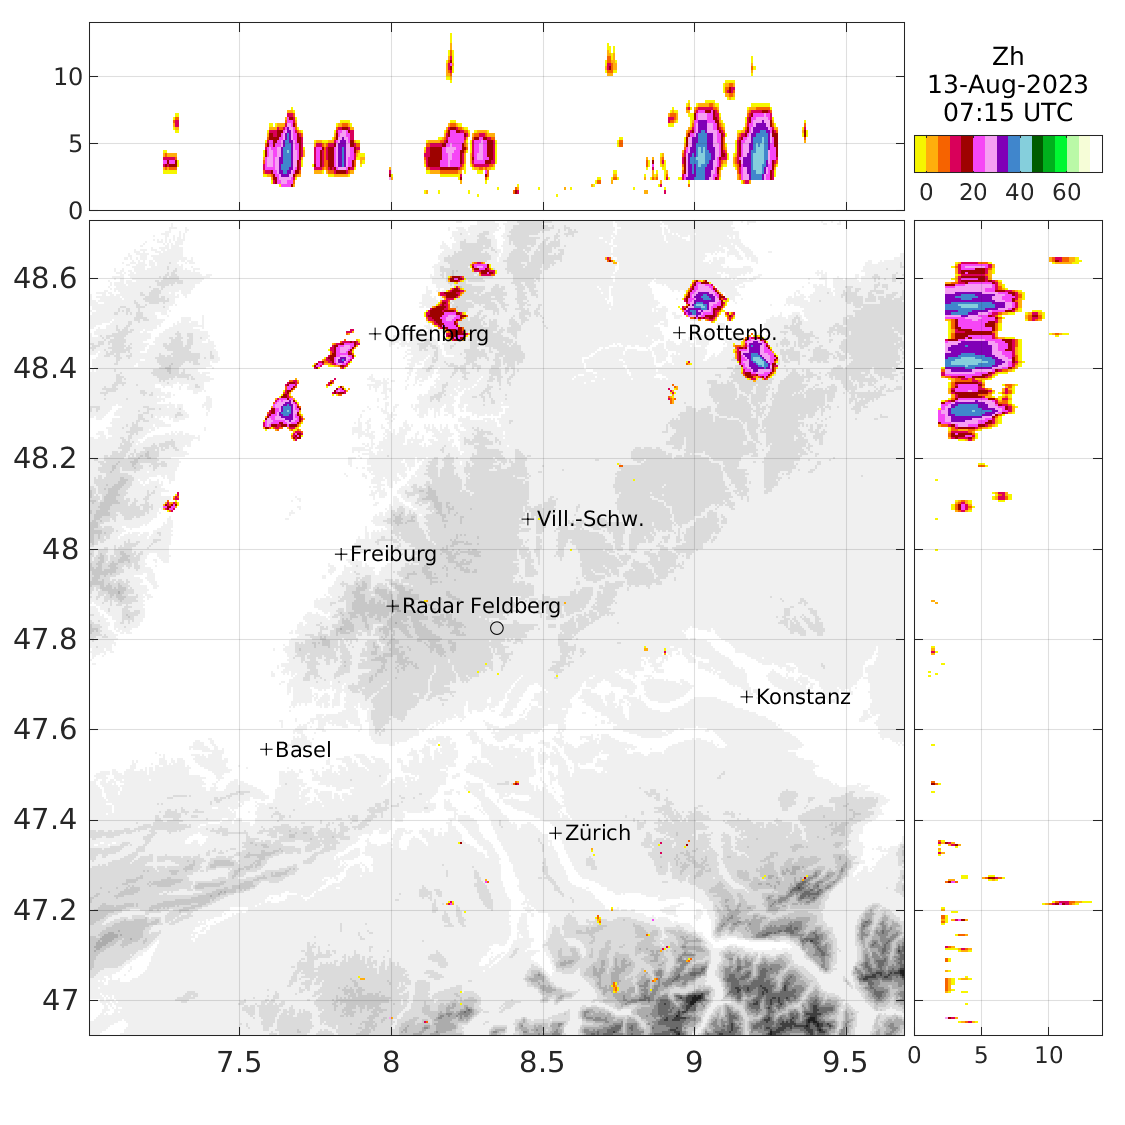 10
5
0
Zh
13-Aug-2023
07:15 UTC
0 20 40 60
48.6
48.4
48.2
48
47.8
47.6
47.4
47.2
47
Offenburg
Rottenb.
Vill.-Schw.
Freiburg
Radar Feldberg
Konstanz
Basel
Zürich
7.5 8 8.5 9 9.5
0 5 10